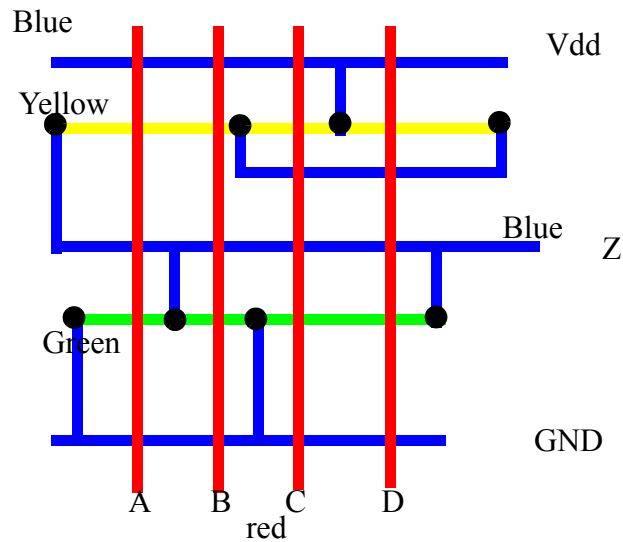 Blue
Vdd
Yellow
Blue
Z
Green
GND
A B C D
red